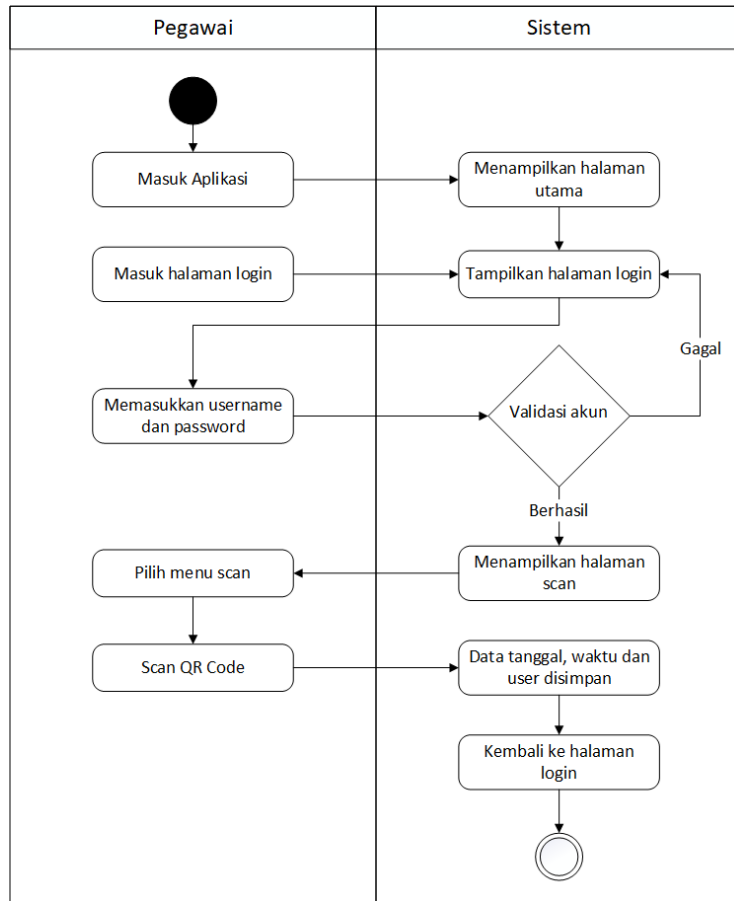 Pegawai
Sistem
Masuk Aplikasi
Menampilkan halaman
utama
Masuk halaman login
Tampilkan halaman login
Gagal
Memasukkan username
dan password
Validasi akun
Berhasil
Pilih menu scan
Menampilkan halaman
scan
Scan QR Code
Data tanggal, waktu dan
user disimpan
Kembali ke halaman
login